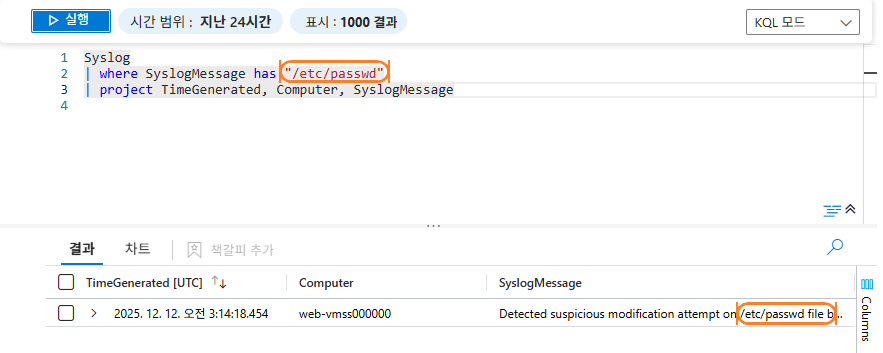 ▷ 실행
시간 범위 : 지난 24시간
표시 : 1000 결과
KQL 모드
1 Syslog
2 | where SyslogMessage has "/etc/passwd"
3 | project TimeGenerated, Computer, SyslogMessage
4
결과
차트
책갈피 추가
TimeGenerated [UTC] ↑↓
Computer
SyslogMessage
2025. 12. 12. 오전 3:14:18.454
web-vmss000000
Detected suspicious modification attempt on /etc/passwd file b...
Columns